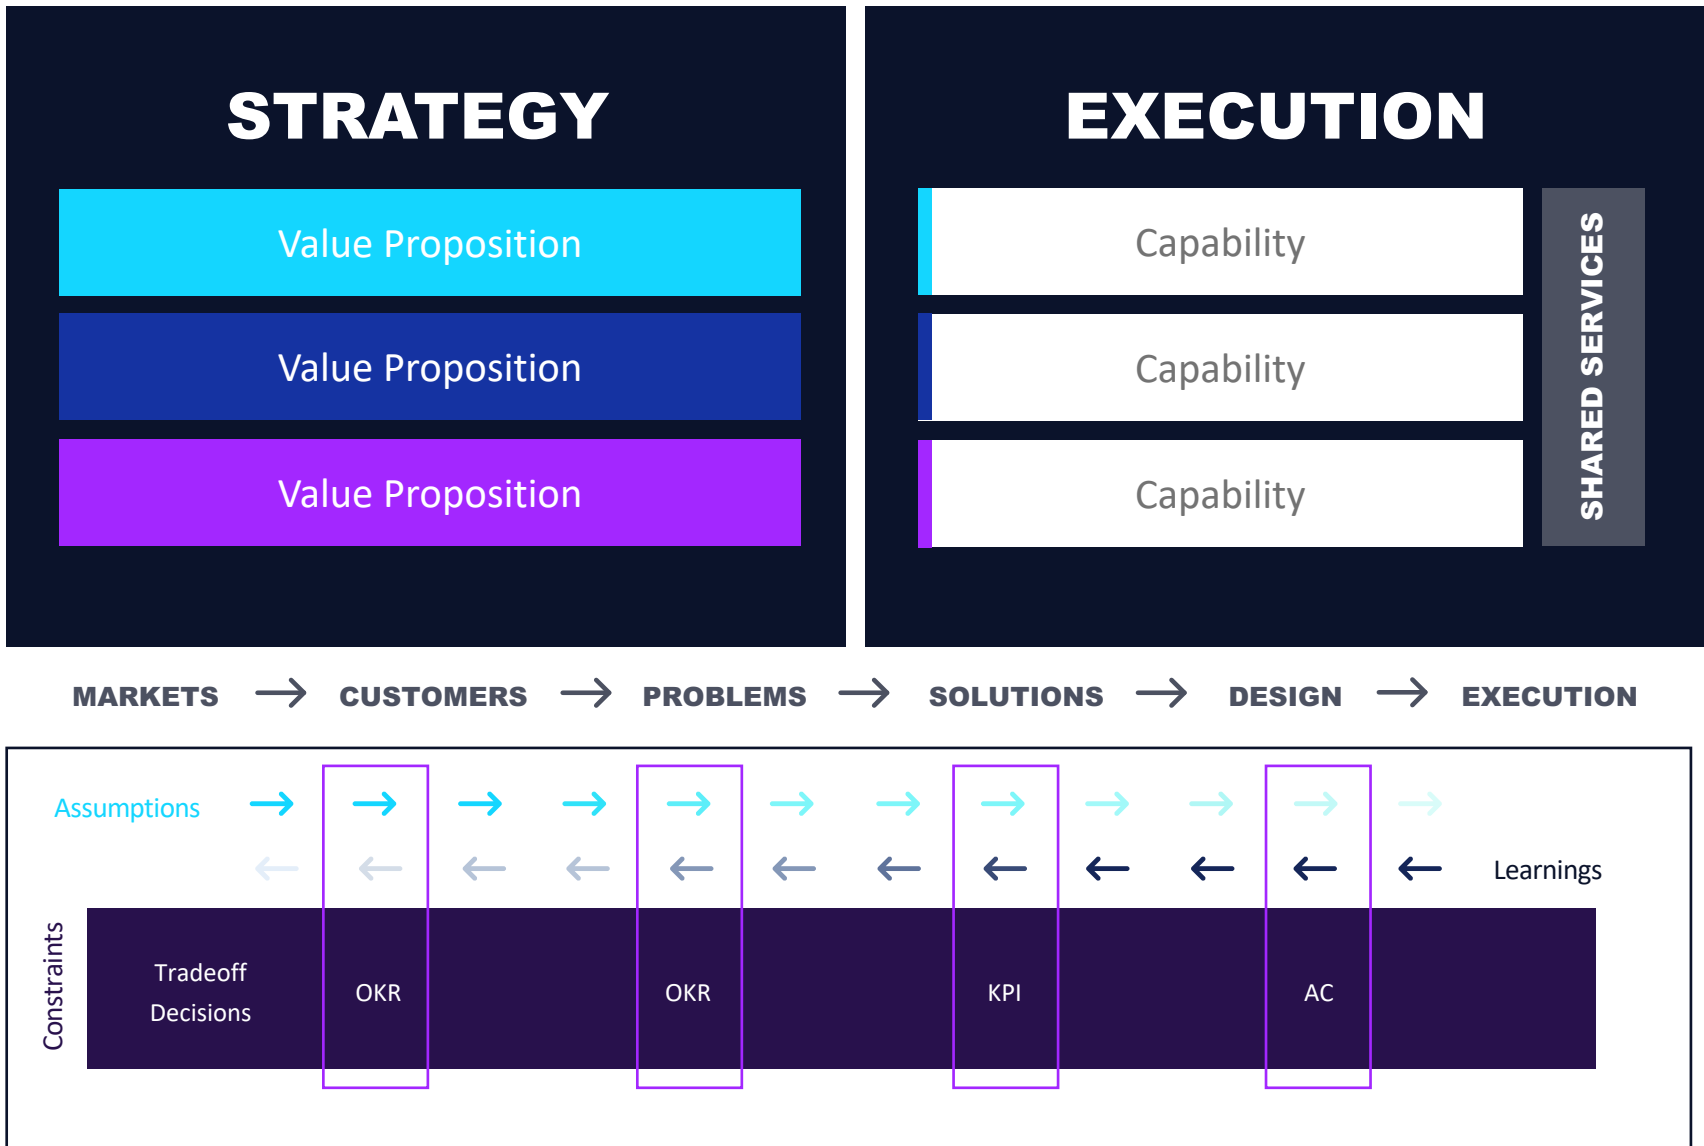 STRATEGY
Value Proposition
Value Proposition
Value Proposition
EXECUTION
Capability
Capability
Capability
SHARED SERVICES
MARKETS → CUSTOMERS → PROBLEMS → SOLUTIONS → DESIGN → EXECUTION
Assumptions
Learnings
Constraints
Tradeoff
Decisions
OKR
OKR
KPI
AC